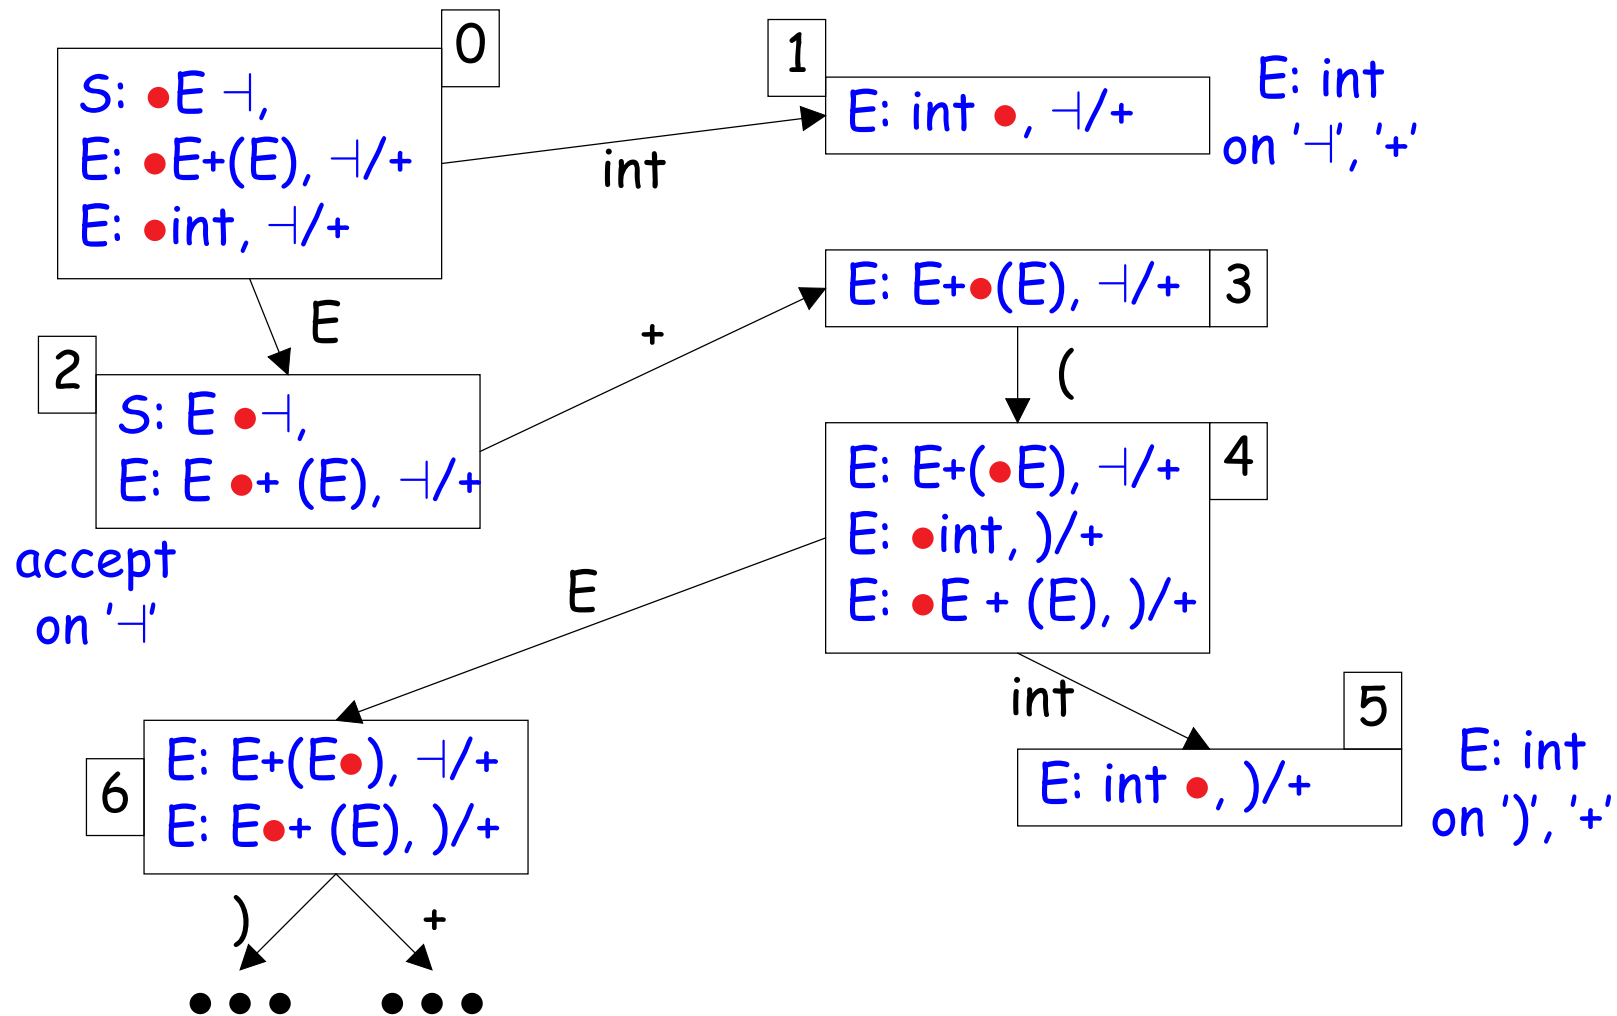 0
S: ●E ⊣,
E: ●E+(E), ⊣/+
E: ●int, ⊣/+
int
1
E: int ●, ⊣/+
E: int
on '⊣', '+'
E
2
S: E ●⊣,
E: E ●+ (E), ⊣/+
accept
on '⊣'
+
E: E+●(E), ⊣/+
3
(
E: E+(●E), ⊣/+
E: ●int, )/+
E: ●E + (E), )/+
4
E
int
5
E: int ●, )/+
E: int
on ')', '+'
6
E: E+(E●), ⊣/+
E: E●+ (E), )/+
)
+
●●●
●●●